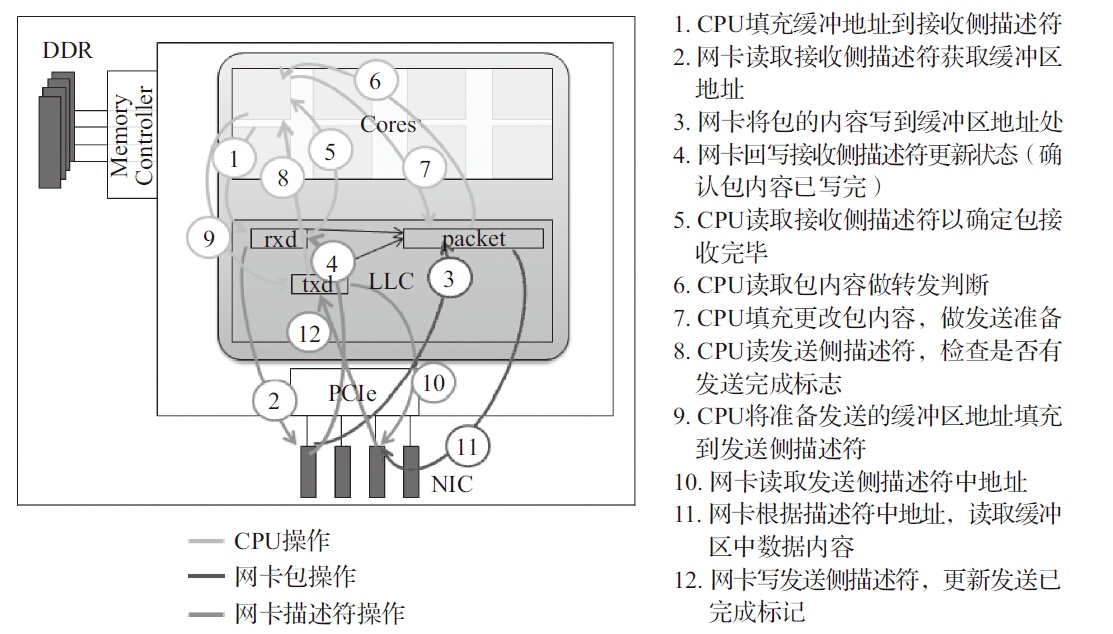 DDR
Memory
Controller
Cores
6
1
5
8
7
9
rxd
packet
4
3
txd
LLC
12
PCIe
10
2
11
NIC
CPU操作
网卡包操作
网卡描述符操作
1. CPU填充缓冲地址到接收侧描述符
2. 网卡读取接收侧描述符获取缓冲区
地址
3. 网卡将包的内容写到缓冲区地址处
4. 网卡回写接收侧描述符更新状态（确
认包内容已写完）
5. CPU读取接收侧描述符以确定包接
收完毕
6. CPU读取包内容做转发判断
7. CPU填充更改包内容，做发送准备
8. CPU读发送侧描述符，检查是否有
发送完成标志
9. CPU将准备发送的缓冲区地址填充
到发送侧描述符
10. 网卡读取发送侧描述符中地址
11. 网卡根据描述符中地址，读取缓冲
区中数据内容
12. 网卡写发送侧描述符，更新发送已
完成标记